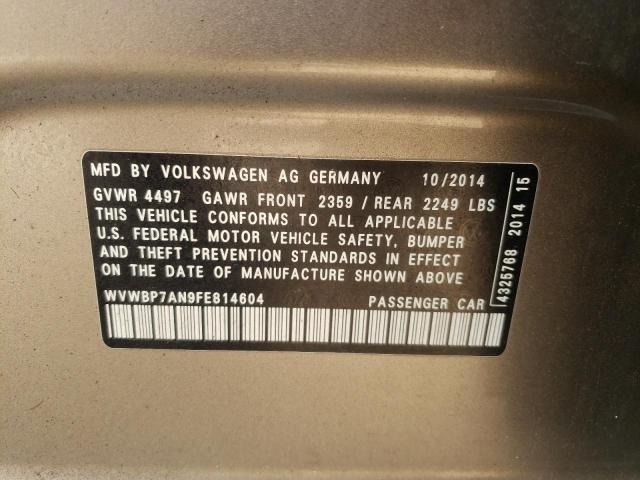 MFD BY VOLKSWAGEN AG GERMANY 10/2014
GVWR 4497 GAWR FRONT 2359 / REAR 2249 LBS
THIS VEHICLE CONFORMS TO ALL APPLICABLE
U.S. FEDERAL MOTOR VEHICLE SAFETY, BUMPER
AND THEFT PREVENTION STANDARDS IN EFFECT
ON THE DATE OF MANUFACTURE SHOWN ABOVE
WVWBP7AN9FE814604 PASSENGER CAR
4325768 2014 15